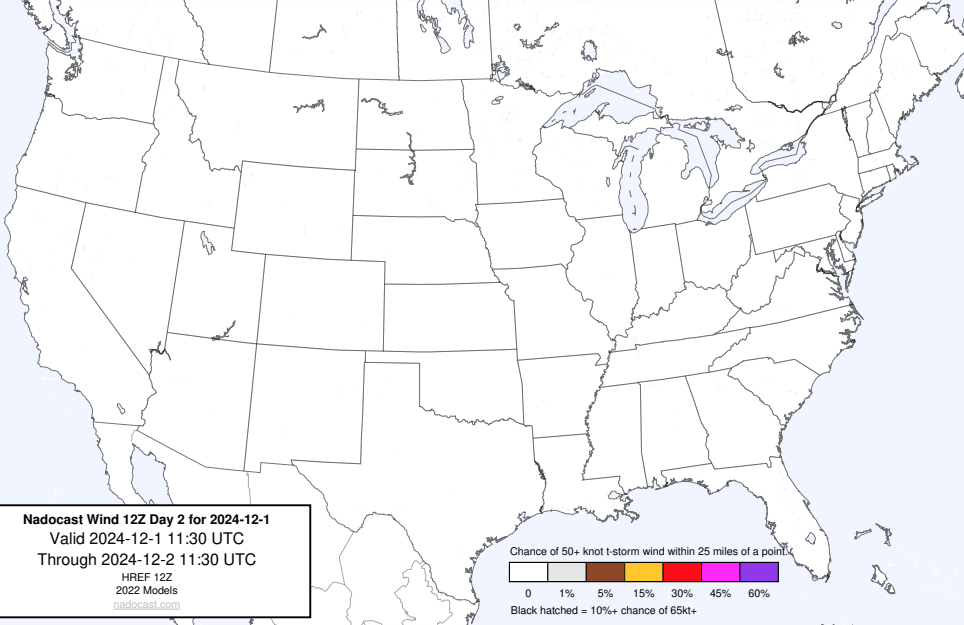 Nadocast Wind 12Z Day 2 for 2024-12-1
Valid 2024-12-1 11:30 UTC
Through 2024-12-2 11:30 UTC
HREF 12Z
2022 Models
nadocast.com
Chance of 50+ knot t-storm wind within 25 miles of a point.
0 1% 5% 15% 30% 45% 60%
Black hatched = 10%+ chance of 65kt+